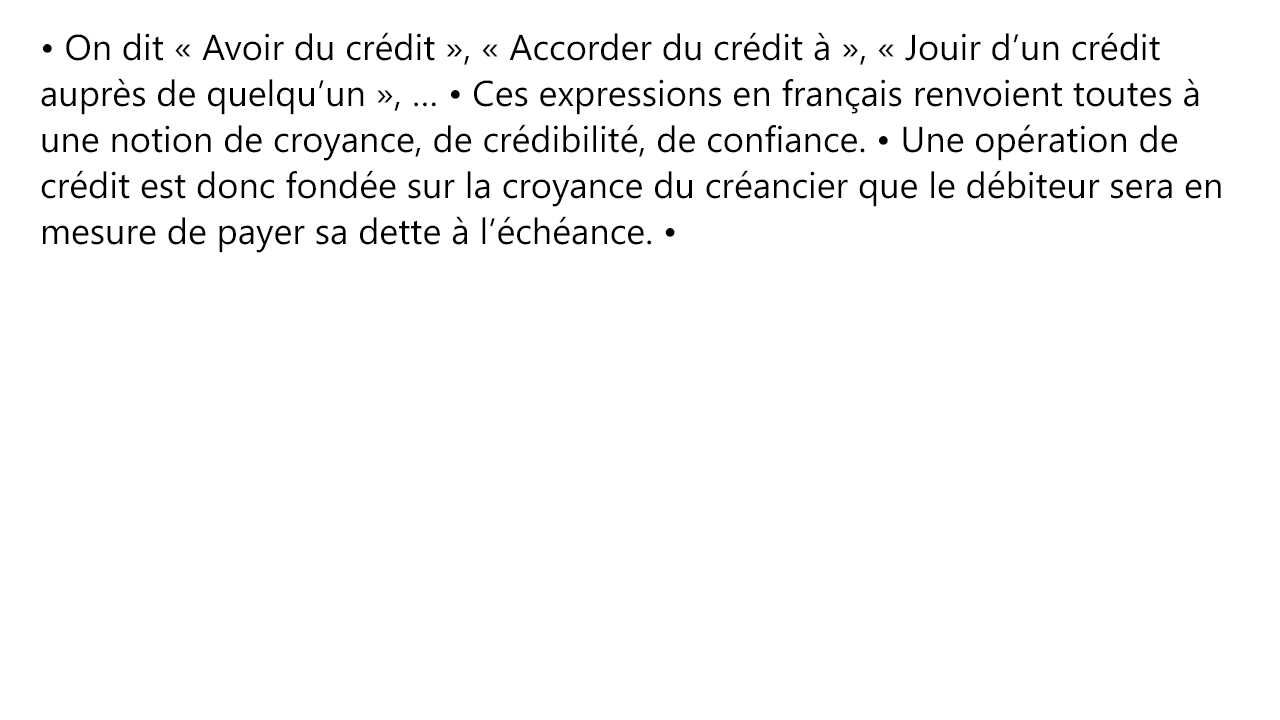 • On dit « Avoir du crédit », « Accorder du crédit à », « Jouir d’un crédit
auprès de quelqu’un », … • Ces expressions en français renvoient toutes à
une notion de croyance, de crédibilité, de confiance. • Une opération de
crédit est donc fondée sur la croyance du créancier que le débiteur sera en
mesure de payer sa dette à l’échéance. •